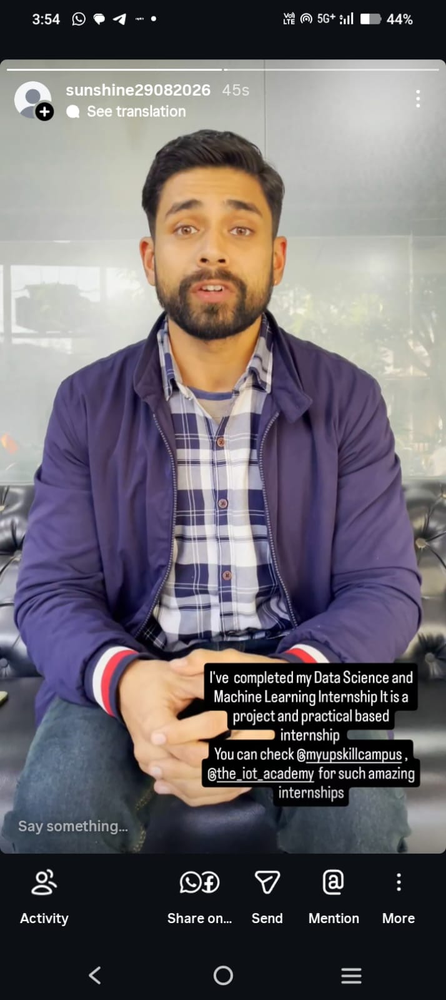 3:54
Vo) LTE 5G+ 44%
sunshine29082026 45s
See translation
I've completed my Data Science and
Machine Learning Internship It is a
project and practical based
internship
You can check @myupskillcampus ,
@the_iot_academy for such amazing
internships
Say something...
Activity
Share on...
Send
Mention
More